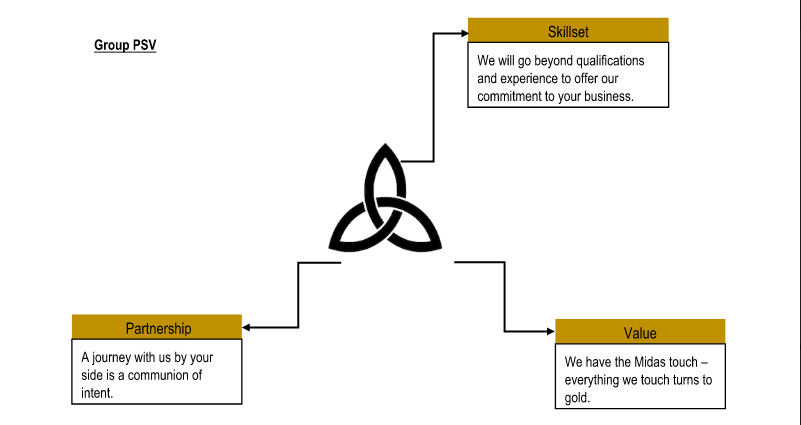 Group PSV
Skillset
We will go beyond qualifications
and experience to offer our
commitment to your business.
Partnership
A journey with us by your
side is a communion of
intent.
Value
We have the Midas touch –
everything we touch turns to
gold.